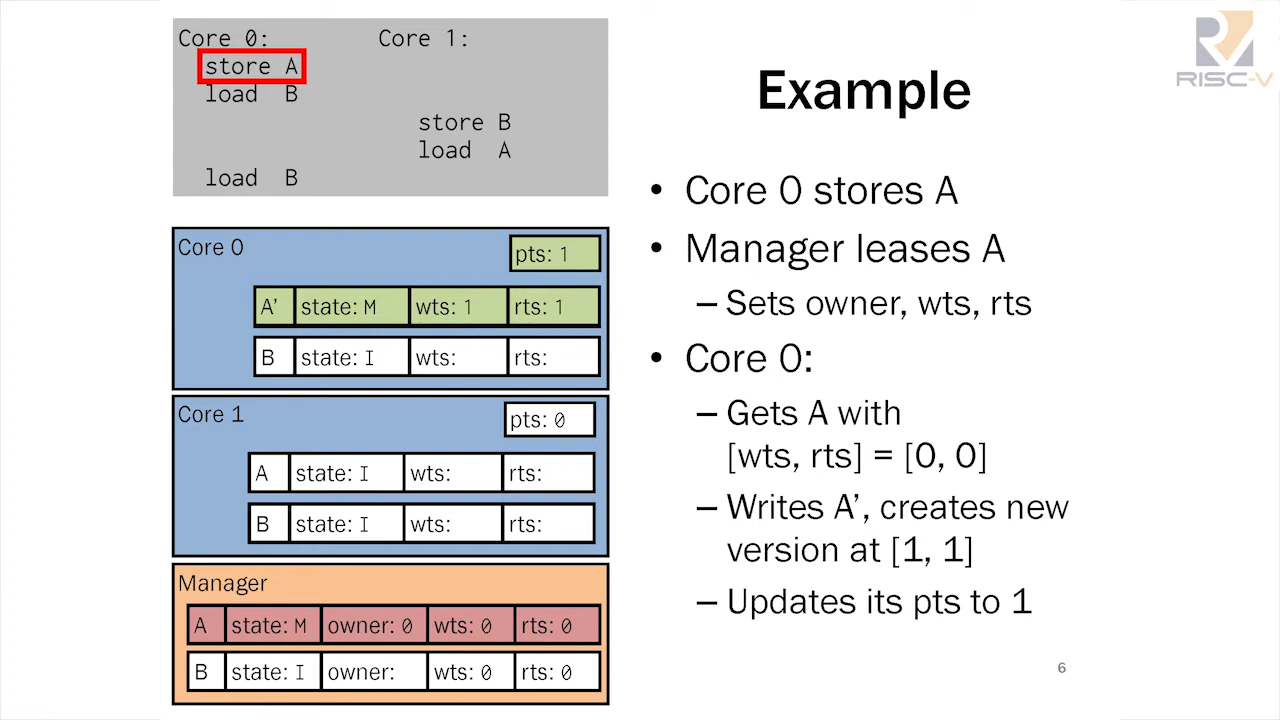 Core 0: Core 1:
store A
load B
store B
load A
load B
Core 0
pts: 1
A' state: M wts: 1 rts: 1
B state: I wts: rts:
Core 1
pts: 0
A state: I wts: rts:
B state: I wts: rts:
Manager
A state: M owner: 0 wts: 0 rts: 0
B state: I owner: wts: 0 rts: 0
RISC-V
Example
• Core 0 stores A
• Manager leases A
– Sets owner, wts, rts
• Core 0:
– Gets A with
[wts, rts] = [0, 0]
– Writes A’, creates new
version at [1, 1]
– Updates its pts to 1
6